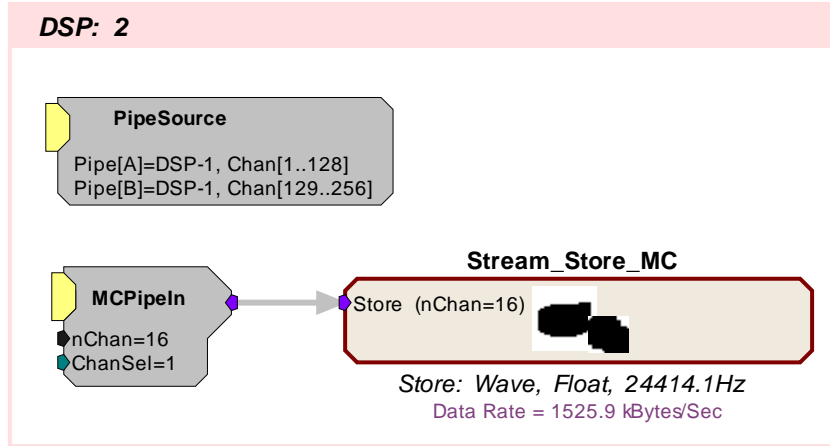 DSP: 2
PipeSource
Pipe[A]=DSP-1, Chan[1..128]
Pipe[B]=DSP-1, Chan[129..256]
Stream_Store_MC
MCPipeIn
Store (nChan=16)
nChan=16
ChanSel=1
Store: Wave, Float, 24414.1Hz
Data Rate = 1525.9 kBytes/Sec